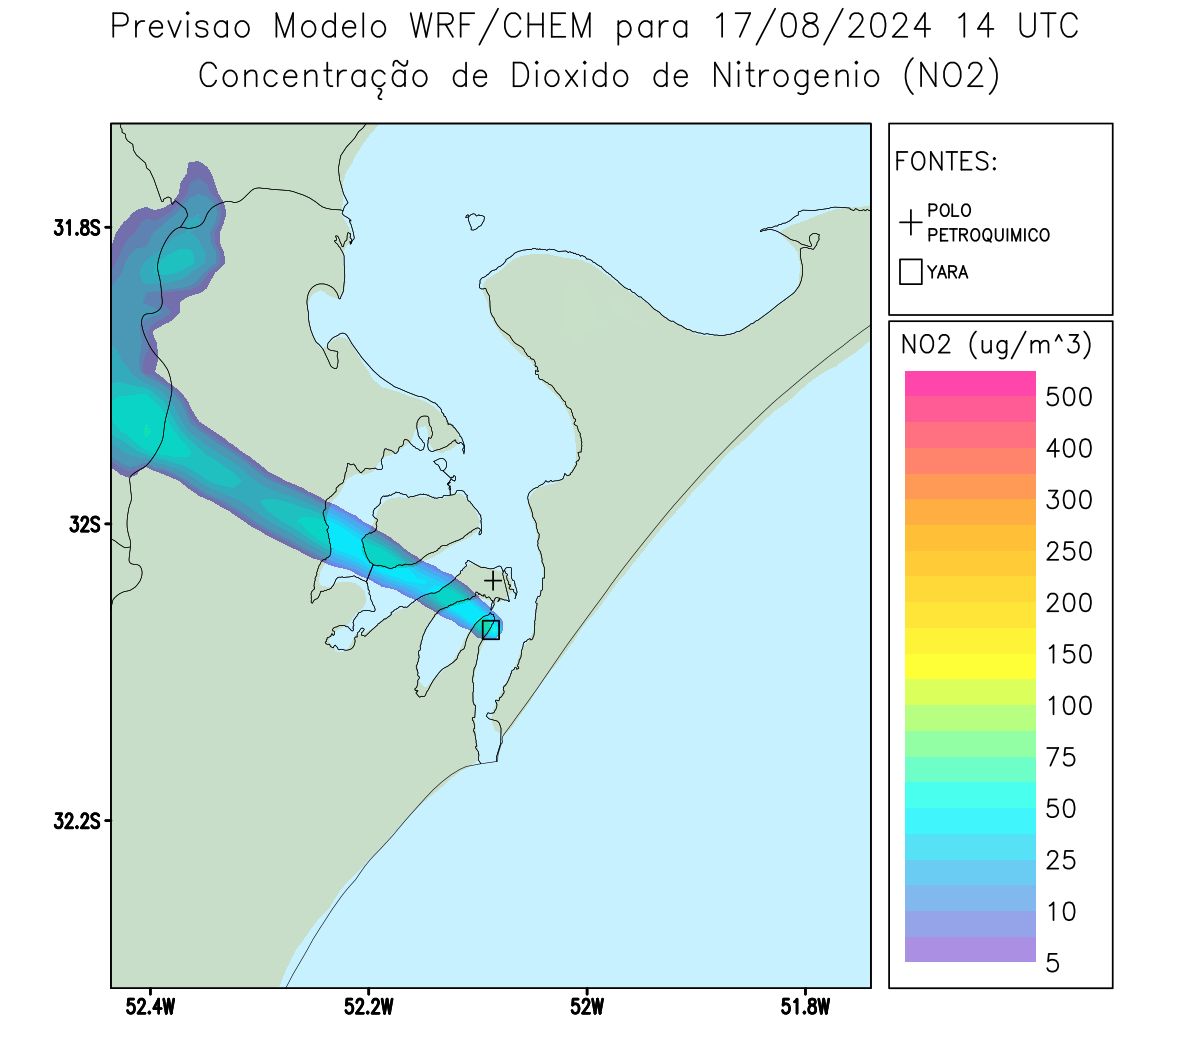 Previsao Modelo WRF/CHEM para 17/08/2024 14 UTC
Concentração de Dioxido de Nitrogenio (NO2)
FONTES:
POLO
PETROQUIMICO
YARA
NO2 (ug/m^3)
500
400
300
250
200
150
100
75
50
25
10
5
31.8S
32S
32.2S
52.4W
52.2W
52W
51.8W